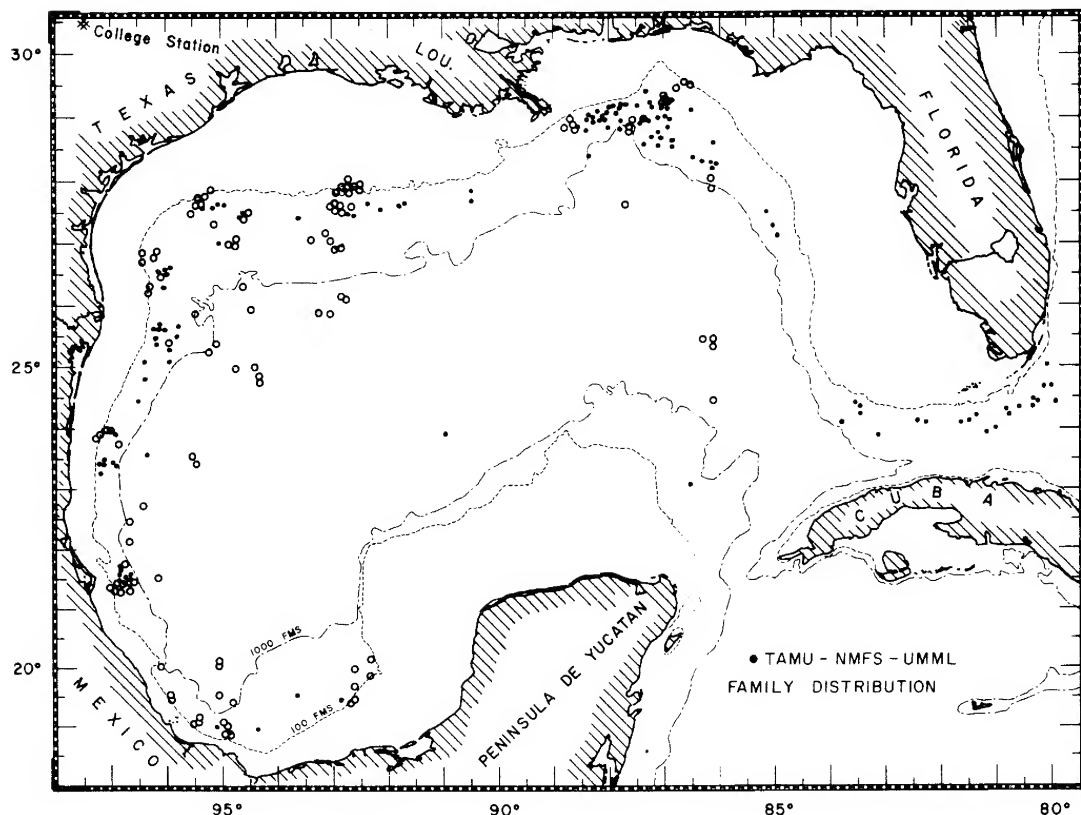 College Station
TEXAS
LOU.
FLORIDA
30°
25°
20°
CUBA
1000 FMS
100 FMS
MEXICO
PENINSULA DE YUCATAN
• TAMU - NMFS - UMML
FAMILY DISTRIBUTION
95°
90°
85°
80°